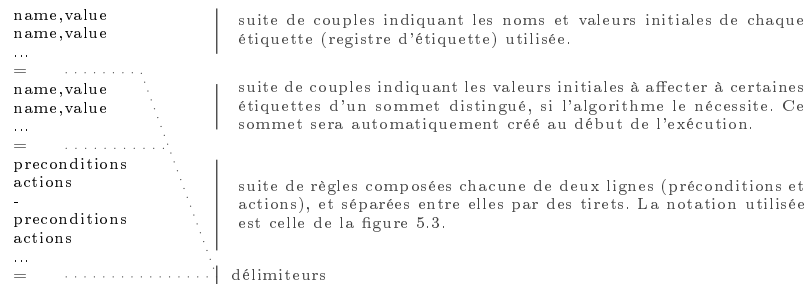 name,value
name,value
...
=
name,value
name,value
...
=
preconditions
actions
-
preconditions
actions
...
=
suite de couples indiquant les noms et valeurs initiales de chaque
étiquette (registre d'étiquette) utilisée.
suite de couples indiquant les valeurs initiales à affecter à certaines
étiquettes d'un sommet distingué, si l'algorithme le nécessite. Ce
sommet sera automatiquement créé au début de l'exécution.
suite de règles composées chacune de deux lignes (préconditions et
actions), et séparées entre elles par des tirets. La notation utilisée
est celle de la figure 5.3.
délimiteurs